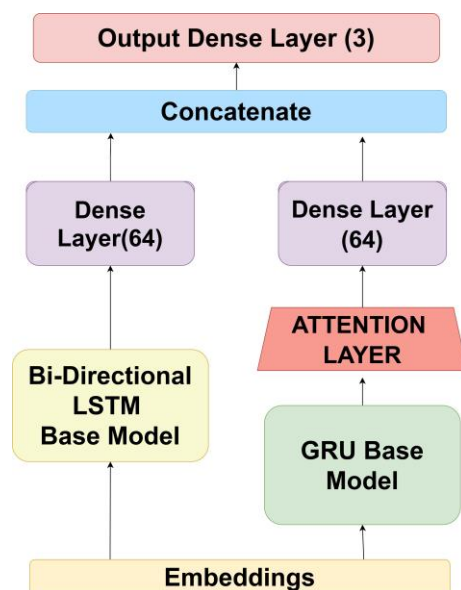 Output Dense Layer (3)
Concatenate
Dense
Layer(64)
Dense Layer
(64)
ATTENTION
LAYER
Bi-Directional
LSTM
Base Model
GRU Base
Model
Embeddings